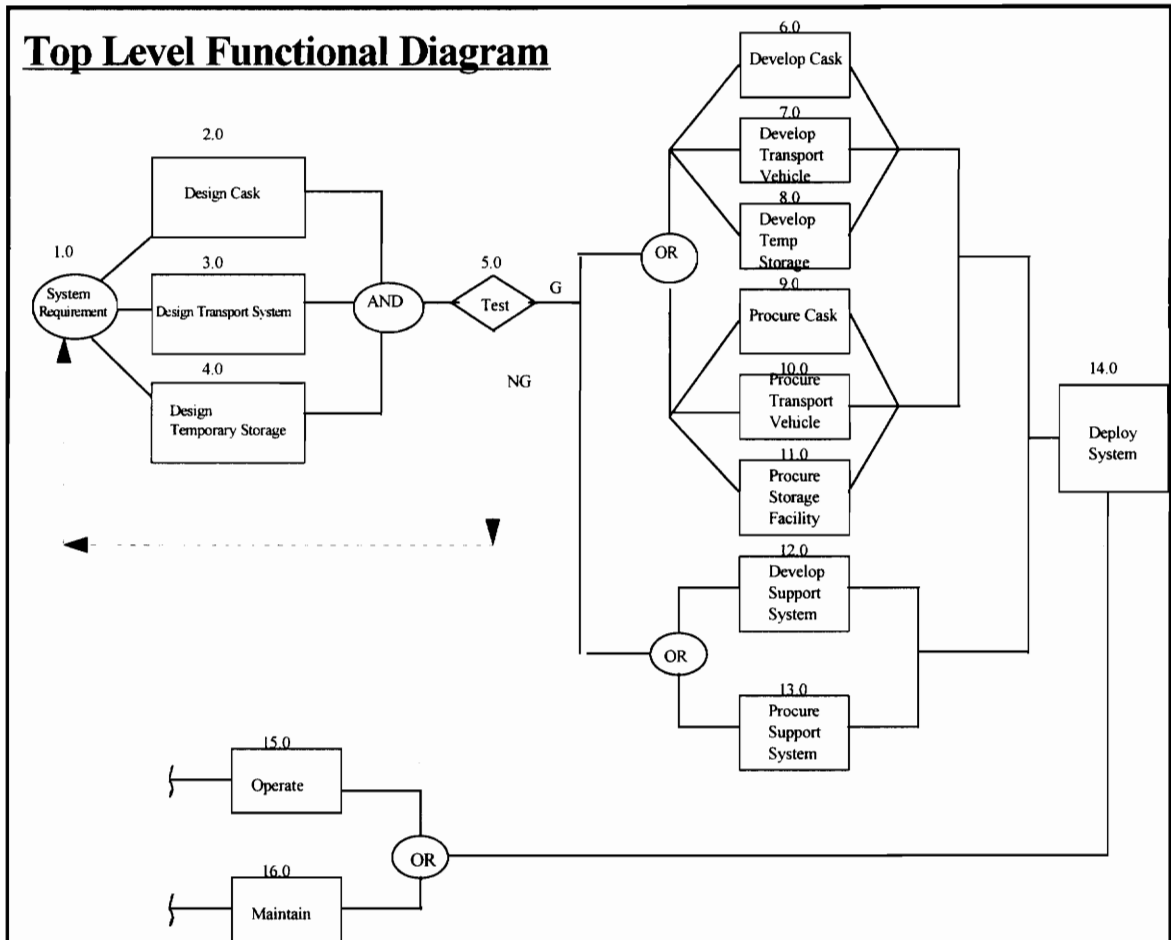 Top Level Functional Diagram
1.0
System
Requirement
2.0
Design Cask
3.0
Design Transport System
4.0
Design
Temporary Storage
AND
5.0
Test
G
NG
OR
6.0
Develop Cask
7.0
Develop
Transport
Vehicle
8.0
Develop
Temp
Storage
9.0
Procure Cask
10.0
Procure
Transport
Vehicle
11.0
Procure
Storage
Facility
OR
12.0
Develop
Support
System
13.0
Procure
Support
System
14.0
Deploy
System
15.0
Operate
OR
16.0
Maintain